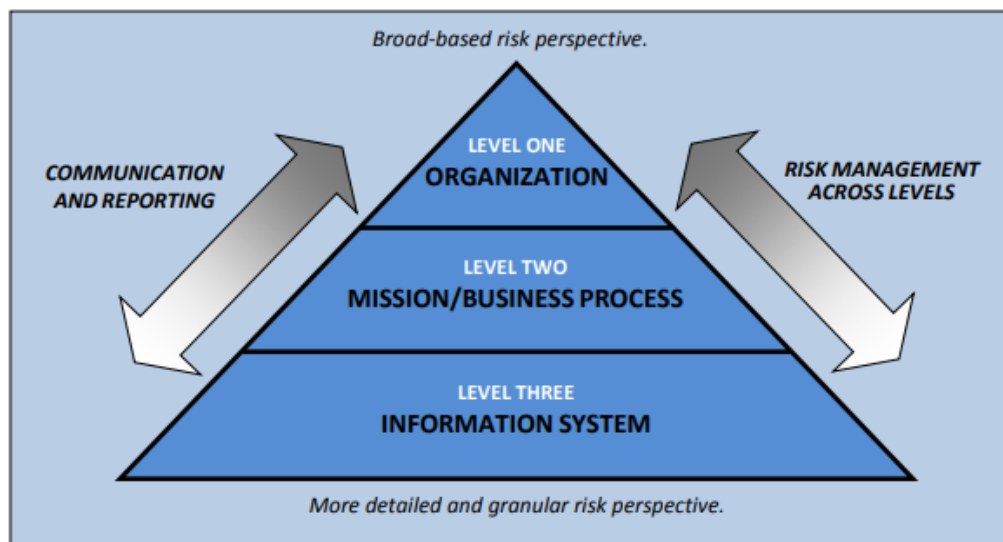 Broad-based risk perspective.
COMMUNICATION
AND REPORTING
LEVEL ONE
ORGANIZATION
RISK MANAGEMENT
ACROSS LEVELS
LEVEL TWO
MISSION/BUSINESS PROCESS
LEVEL THREE
INFORMATION SYSTEM
More detailed and granular risk perspective.